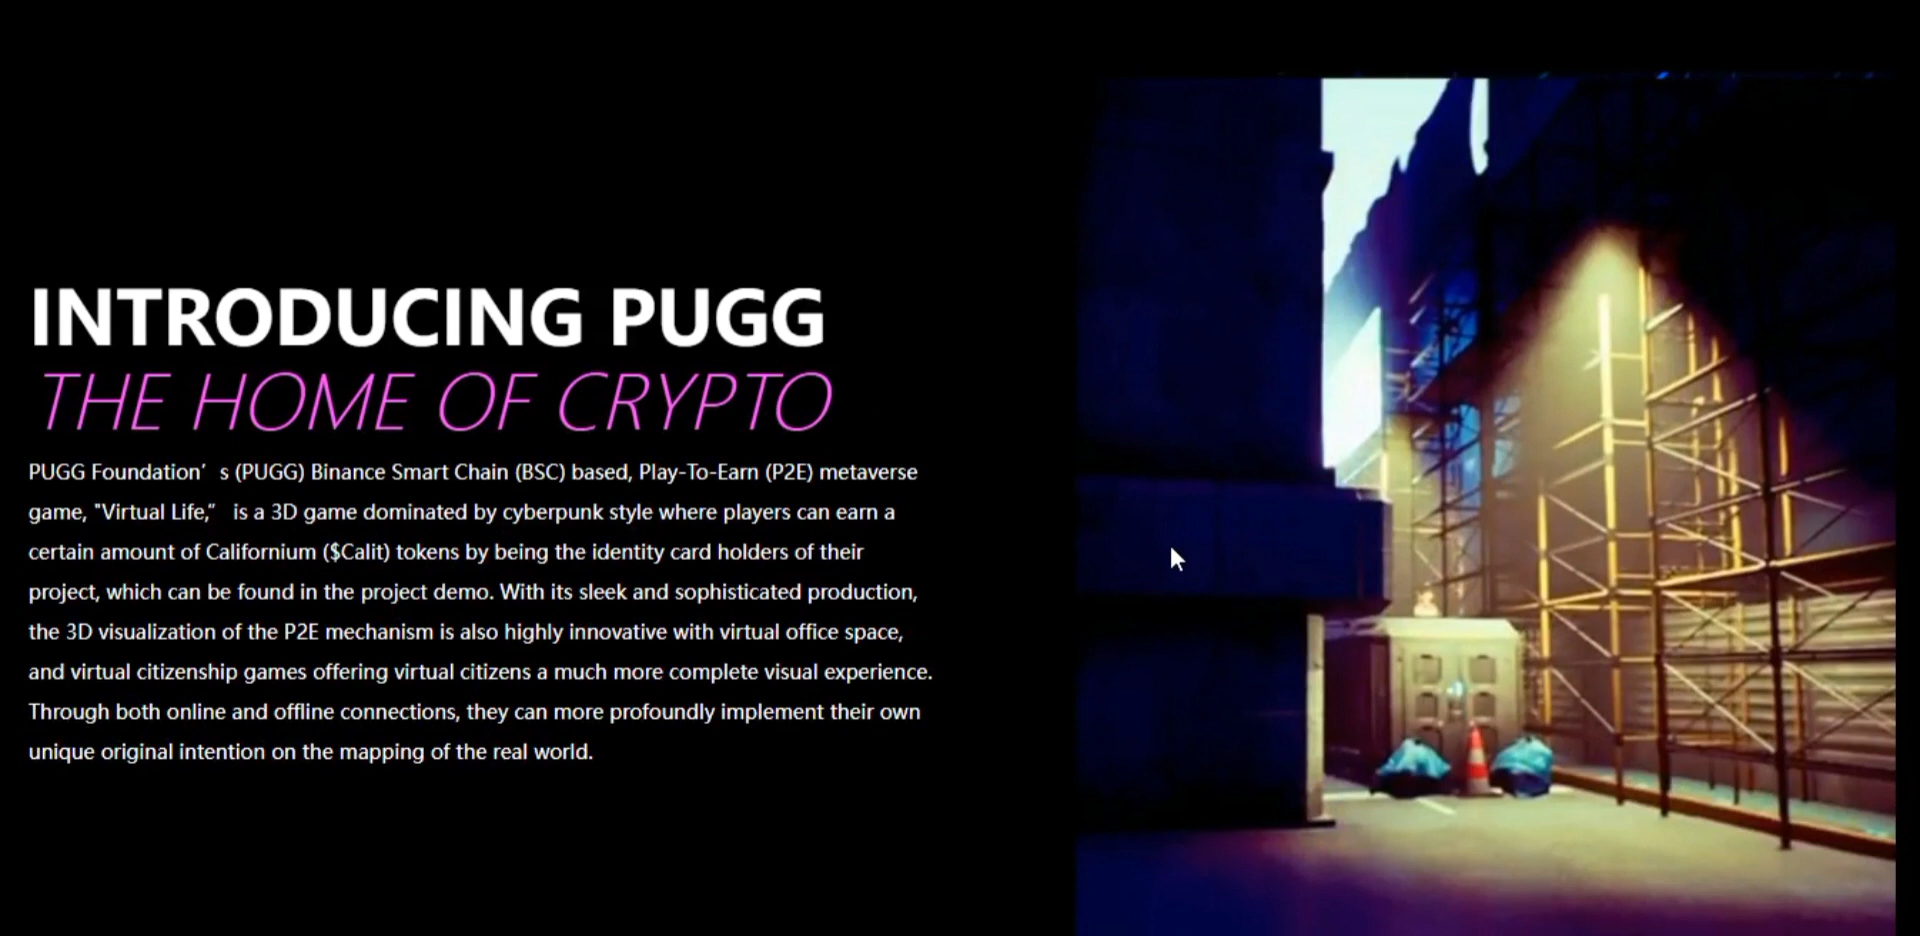 INTRODUCING PUGG
THE HOME OF CRYPTO
PUGG Foundation’ s (PUGG) Binance Smart Chain (BSC) based, Play-To-Earn (P2E) metaverse
game, "Virtual Life,” is a 3D game dominated by cyberpunk style where players can earn a
certain amount of Californium ($Calit) tokens by being the identity card holders of their
project, which can be found in the project demo. With its sleek and sophisticated production,
the 3D visualization of the P2E mechanism is also highly innovative with virtual office space,
and virtual citizenship games offering virtual citizens a much more complete visual experience.
Through both online and offline connections, they can more profoundly implement their own
unique original intention on the mapping of the real world.